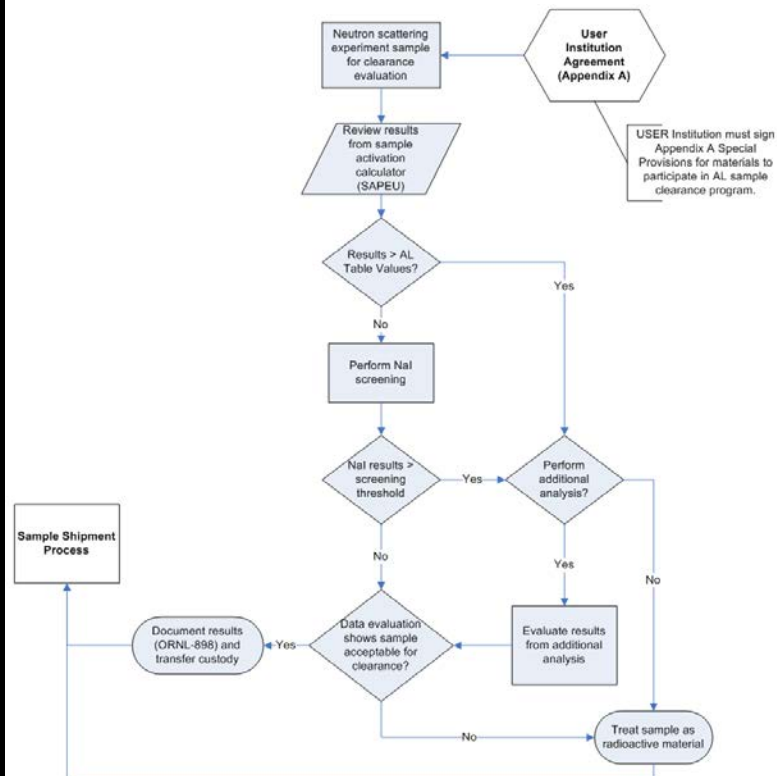 Neutron scattering
experiment sample
for clearance
evaluation
User
Institution
Agreement
(Appendix A)
USER Institution must sign
Appendix A Special
Provisions for materials to
participate in AL sample
clearance program.
Review results
from sample
activation
calculator
(SAPEU)
Results > AL
Table Values?
Yes
No
Perform NaI
screening
NaI results >
screening
threshold
Yes
Perform
additional
analysis?
No
Yes
No
Sample Shipment
Process
Document results
(ORNL-898) and
transfer custody
Yes
Data evaluation
shows sample
acceptable for
clearance?
Evaluate results
from additional
analysis
No
Treat sample as
radioactive material